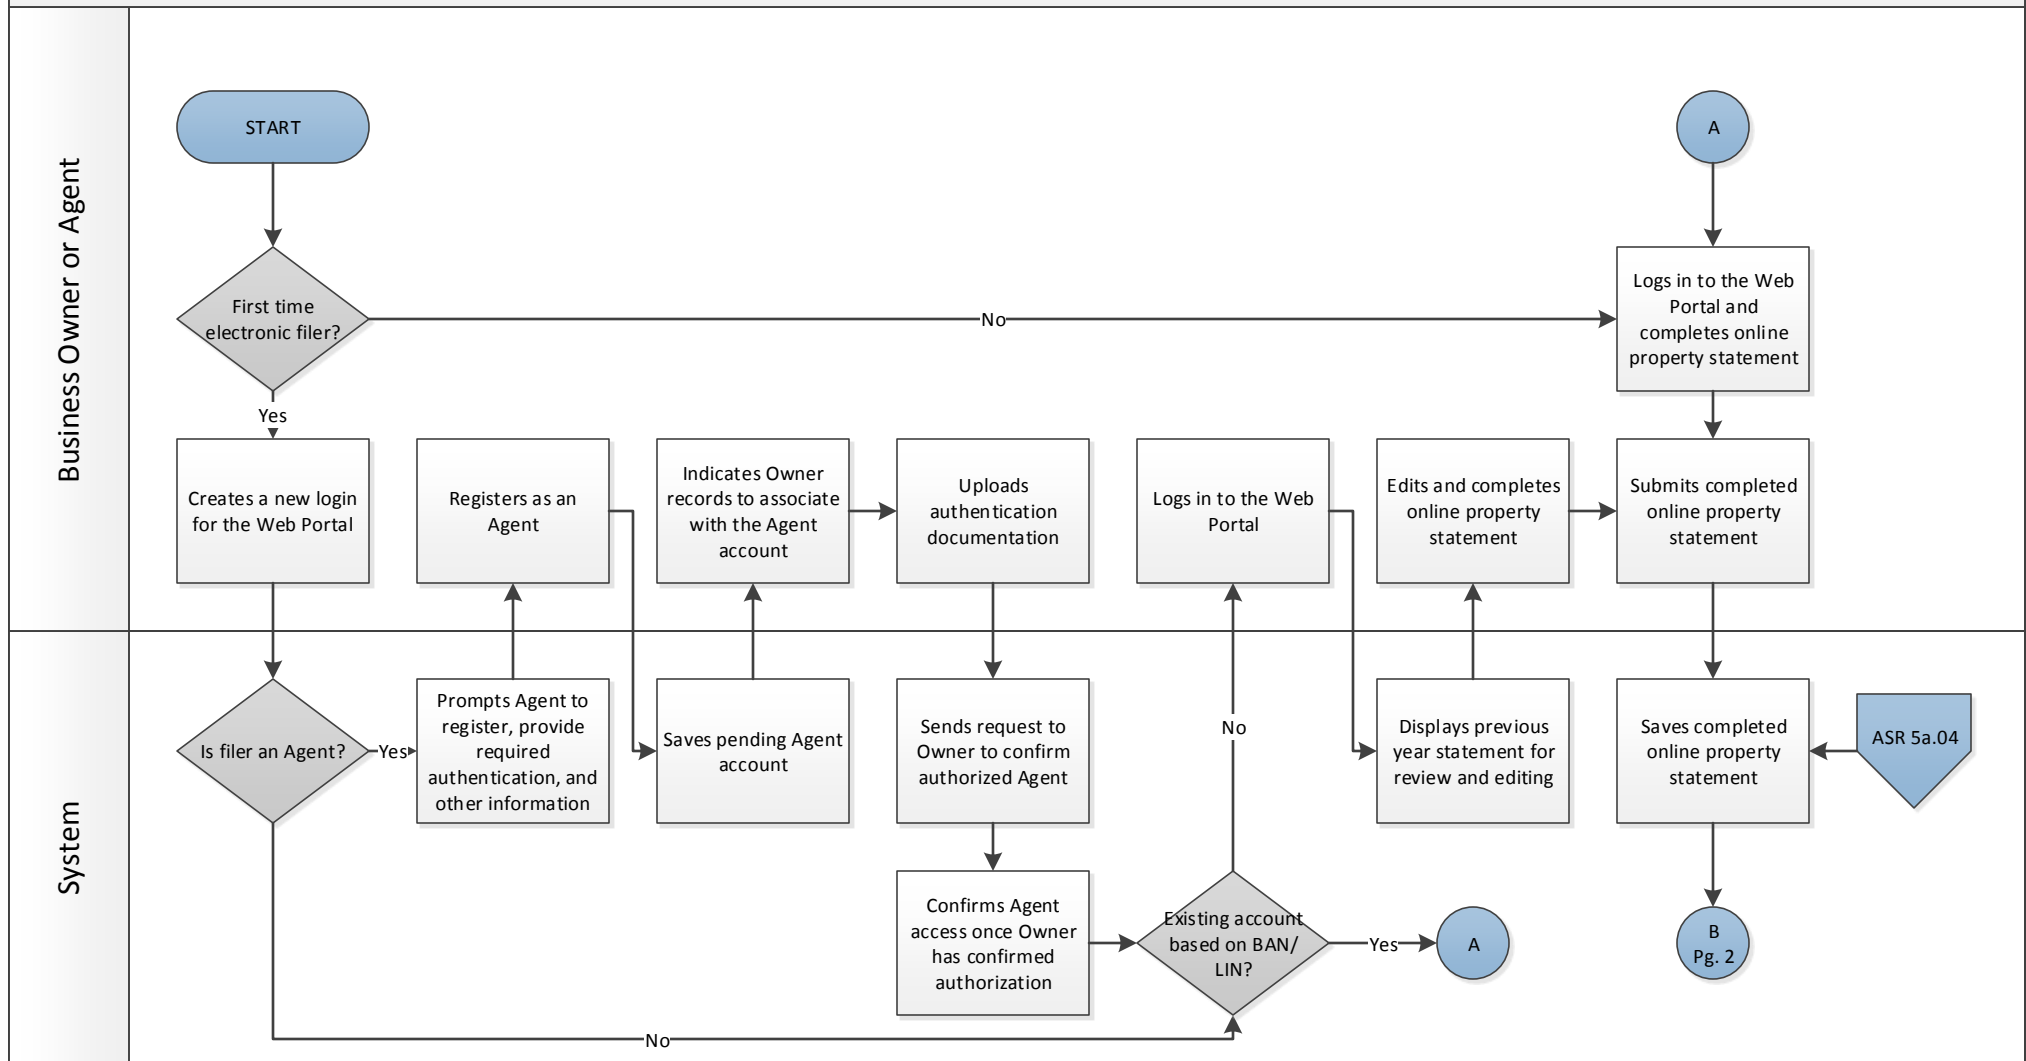 Business Owner or Agent
START
A
First time
electronic filer?
No
Logs in to the Web
Portal and
completes online
property statement
Yes
Creates a new login
for the Web Portal
Registers as an
Agent
Indicates Owner
records to associate
with the Agent
account
Uploads
authentication
documentation
Logs in to the Web
Portal
Edits and completes
online property
statement
Submits completed
online property
statement
System
Is filer an Agent?
Yes
Prompts Agent to
register, provide
required
authentication, and
other information
Saves pending Agent
account
Sends request to
Owner to confirm
authorized Agent
No
Displays previous
year statement for
review and editing
Saves completed
online property
statement
ASR 5a.04
Confirms Agent
access once Owner
has confirmed
authorization
Existing account
based on BAN/
LIN?
Yes
A
B
Pg. 2
No